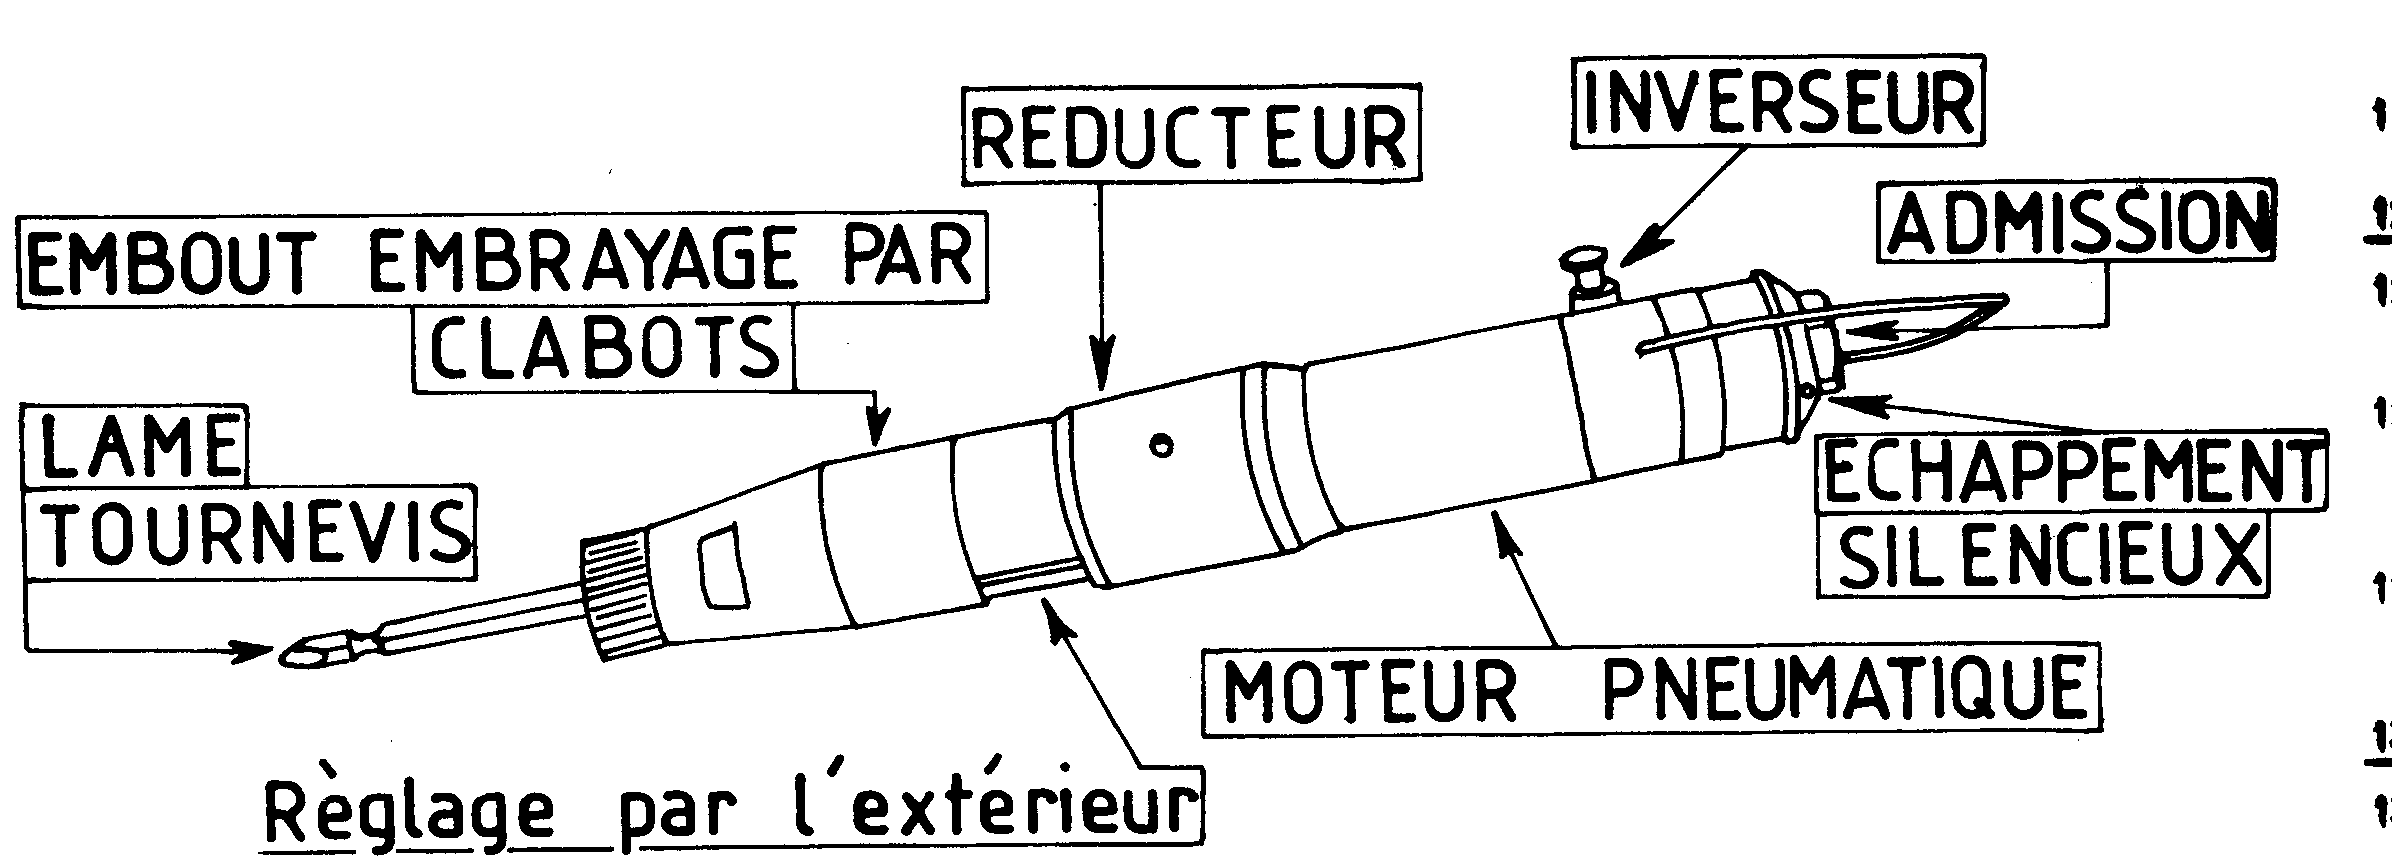 INVERSEUR
REDUCTEUR
ADMISSION
EMBOUT EMBRAYAGE PAR
CLABOTS
LAME
TOURNEVIS
ECHAPPEMENT
SILENCIEUX
MOTEUR PNEUMATIQUE
Règlage par l'extérieur